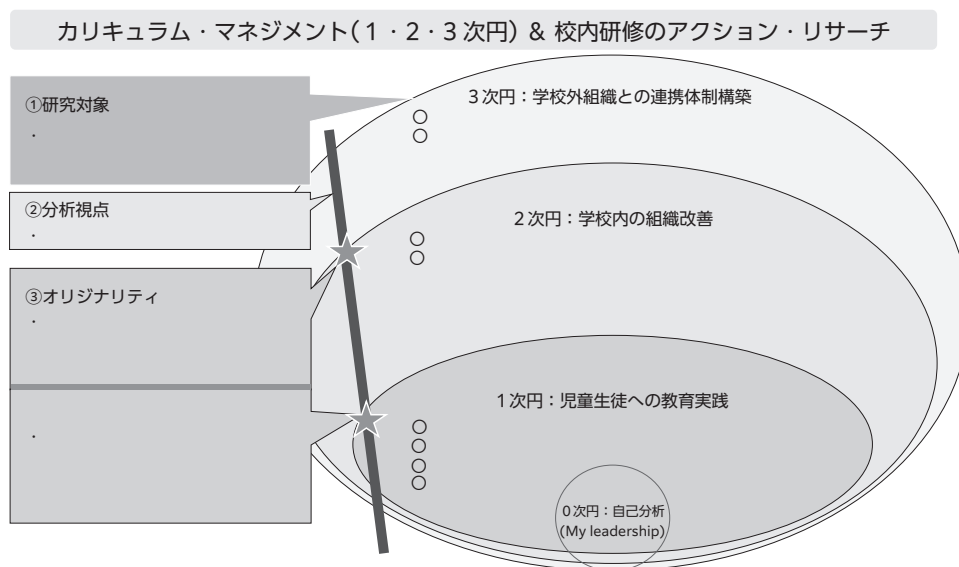 カリキュラム・マネジメント(1・2・3次円) & 校内研修のアクション・リサーチ
①研究対象
・
②分析視点
・
③オリジナリティ
・
・
3次円：学校外組織との連携体制構築
○
○
2次円：学校内の組織改善
○
○
1次円：児童生徒への教育実践
○
○
○
○
0次円：自己分析
(My leadership)